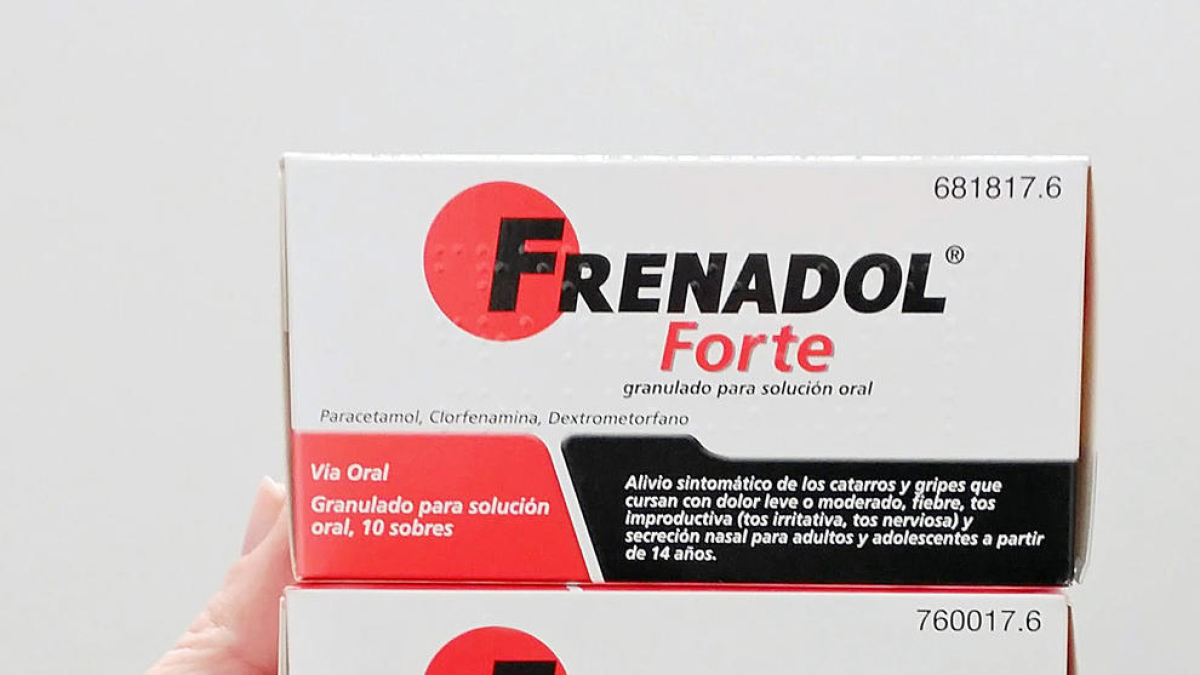 681817.6
FRENADOL®
Forte
granulado para solución oral
Paracetamol, Clorfenamina, Dextrometorfano
Vía Oral
Granulado para solución
oral, 10 sobres
Alivio sintomático de los catarros y gripes que
cursan con dolor leve o moderado, fiebre, tos
improductiva (tos irritativa, tos nerviosa) y
secreción nasal para adultos y adolescentes a partir
de 14 años.
760017.6